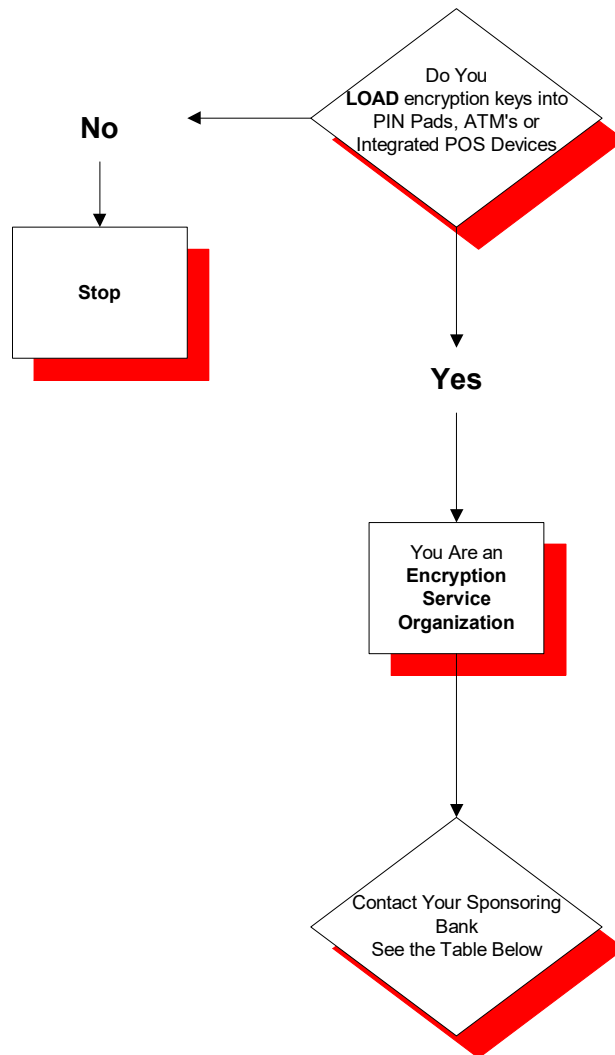 Do You
LOAD encryption keys into
PIN Pads, ATM's or
Integrated POS Devices
No
Stop
Yes
You Are an
Encryption
Service
Organization
Contact Your Sponsoring
Bank
See the Table Below